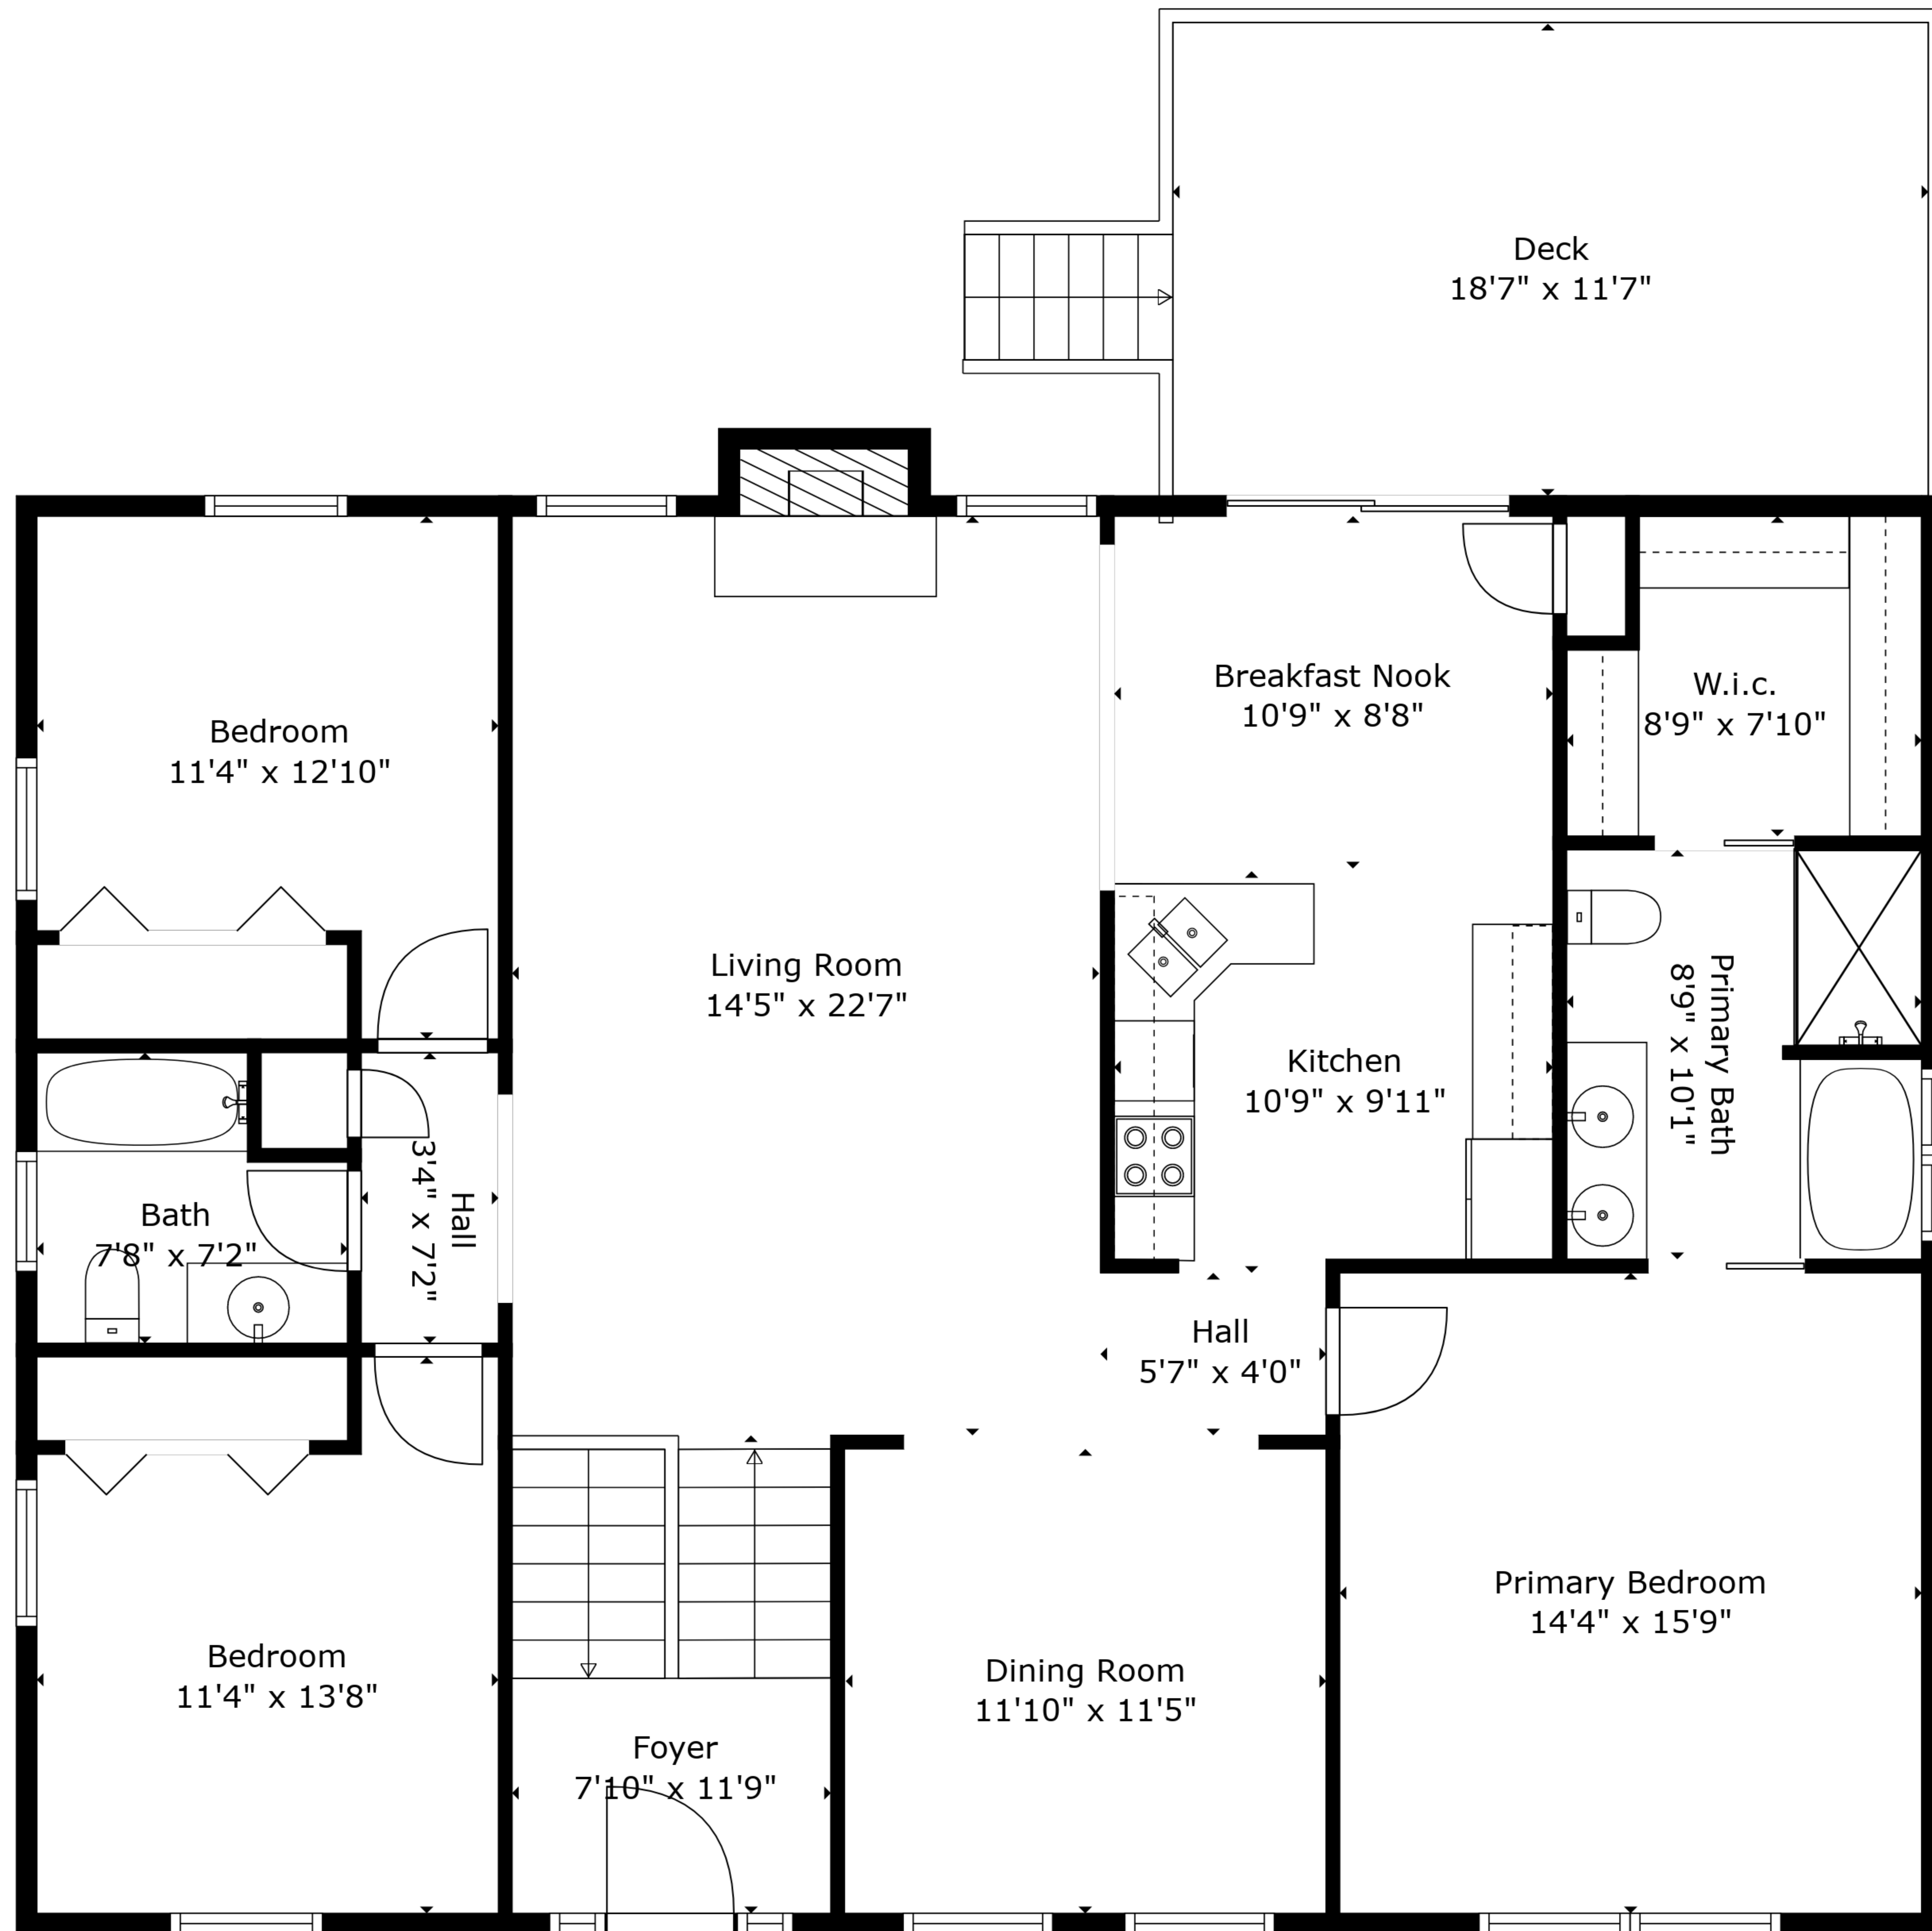 Deck
18'7" x 11'7"
Breakfast Nook
10'9" x 8'8"
W.i.c.
8'9" x 7'10"
Bedroom
11'4" x 12'10"
Living Room
14'5" x 22'7"
Kitchen
10'9" x 9'11"
Primary Bath
8'9" x 10'1"
Bath
7'8" x 7'2"
Hall
3'4" x 7'2"
Hall
5'7" x 4'0"
Primary Bedroom
14'4" x 15'9"
Bedroom
11'4" x 13'8"
Dining Room
11'10" x 11'5"
Foyer
7'10" x 11'9"